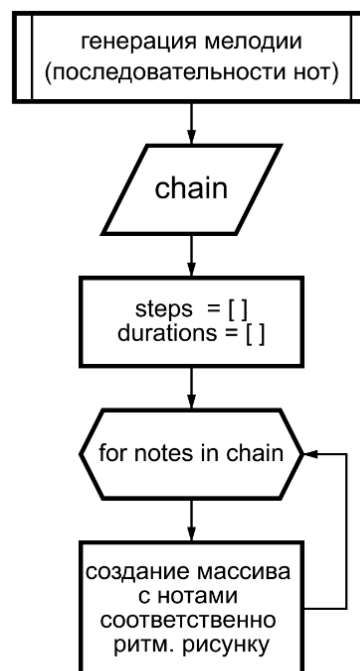 генерация мелодии
(последовательности нот)
chain
steps = [ ]
durations = [ ]
for notes in chain
создание массива
с нотами
соответственно
ритм. рисунку